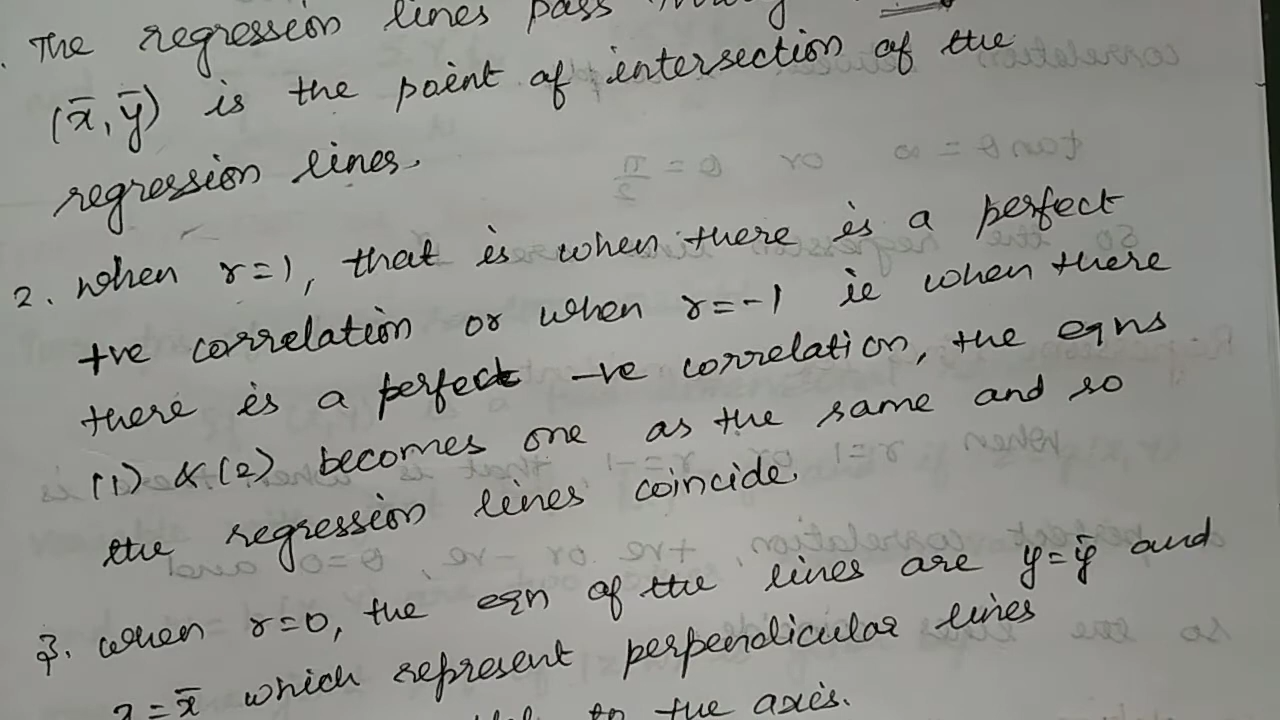 . The regression lines pass
(x̄, ȳ) is the point of intersection of the
regression lines.
2. when r=1, that is when there is a perfect
+ve correlation or when r=-1 ie when there
there is a perfect -ve correlation, the eqns
(1) & (2) becomes one as the same and so
the regression lines coincide.
3. when r=0, the eqn of the lines are y=ȳ and
x=x̄ which represent perpendicular lines
to the axis.